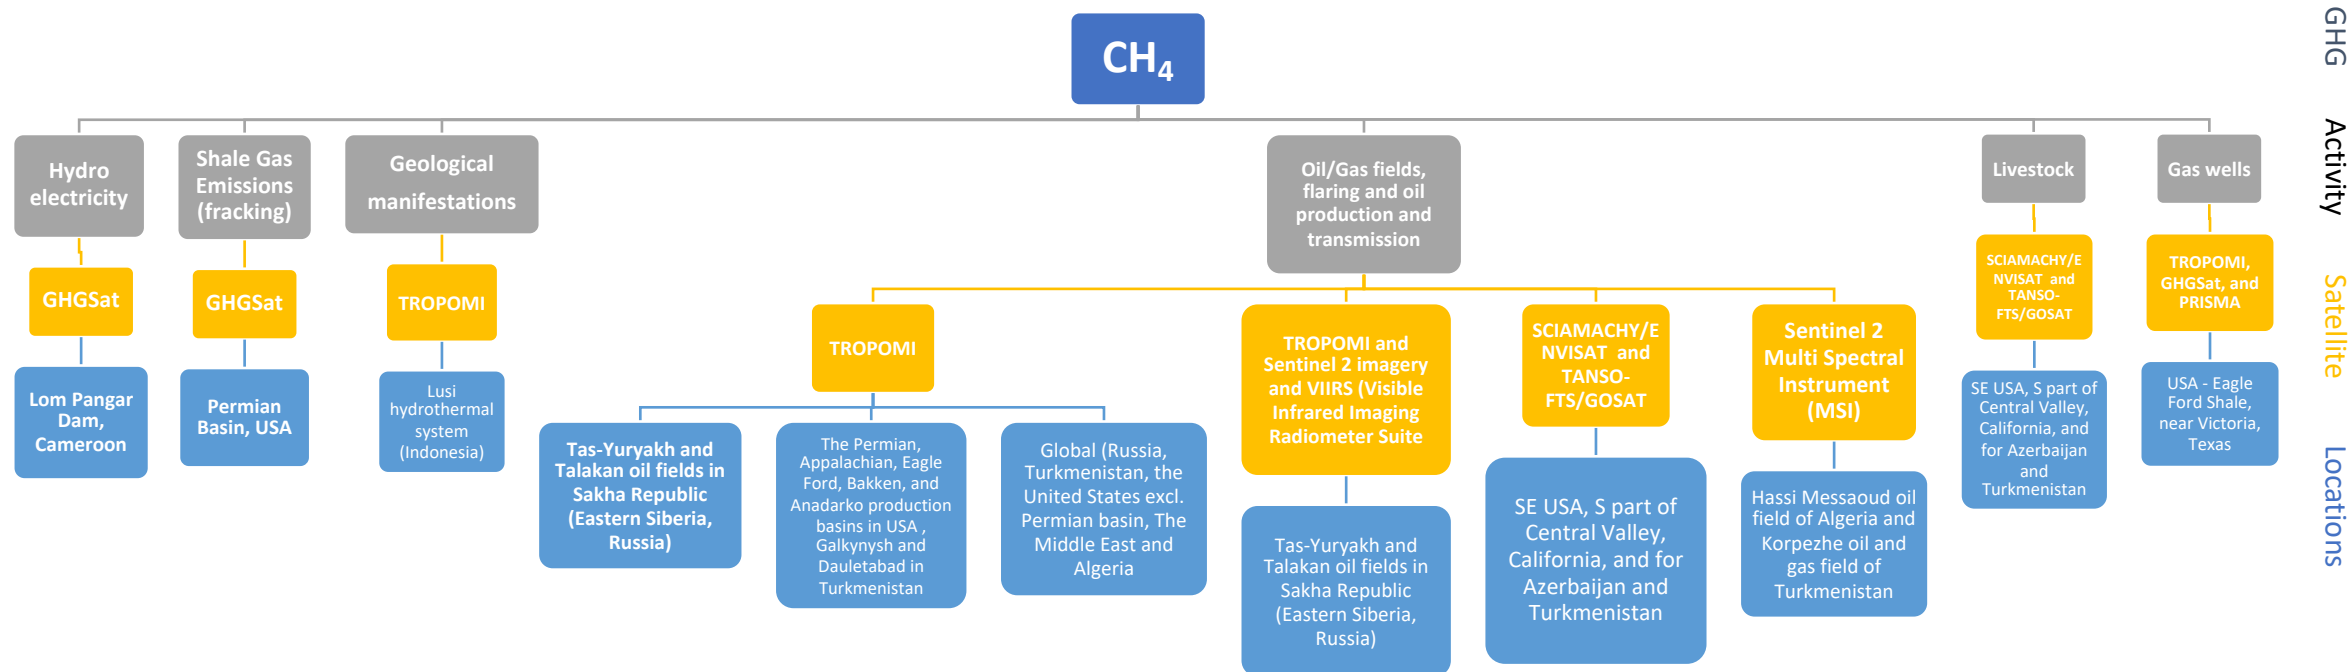 CH₄
Hydro
electricity
Shale Gas
Emissions
(fracking)
Geological
manifestations
Oil/Gas fields,
flaring and oil
production and
transmission
Livestock
Gas wells
GHGSat
GHGSat
TROPOMI
TROPOMI
TROPOMI and
Sentinel 2 imagery
and VIIRS (Visible
Infrared Imaging
Radiometer Suite
SCIAMACHY/E
NVISAT and
TANSO-
FTS/GOSAT
Sentinel 2
Multi Spectral
Instrument
(MSI)
SCIAMACHY/E
NVISAT and
TANSO-
FTS/GOSAT
TROPOMI,
GHGSat, and
PRISMA
Lom Pangar
Dam,
Cameroon
Permian
Basin, USA
Lusi
hydrothermal
system
(Indonesia)
Tas-Yuryakh and
Talakan oil fields in
Sakha Republic
(Eastern Siberia,
Russia)
The Permian,
Appalachian, Eagle
Ford, Bakken, and
Anadarko production
basins in USA ,
Galkynysh and
Dauletabad in
Turkmenistan
Global (Russia,
Turkmenistan, the
United States excl.
Permian basin, The
Middle East and
Algeria
Tas-Yuryakh and
Talakan oil fields in
Sakha Republic
(Eastern Siberia,
Russia)
SE USA, S part of
Central Valley,
California, and for
Azerbaijan and
Turkmenistan
Hassi Messaoud oil
field of Algeria and
Korpezhe oil and
gas field of
Turkmenistan
SE USA, S part of
Central Valley,
California, and
for Azerbaijan
and
Turkmenistan
USA - Eagle
Ford Shale,
near Victoria,
Texas
GHG
Activity
Satellite
Locations